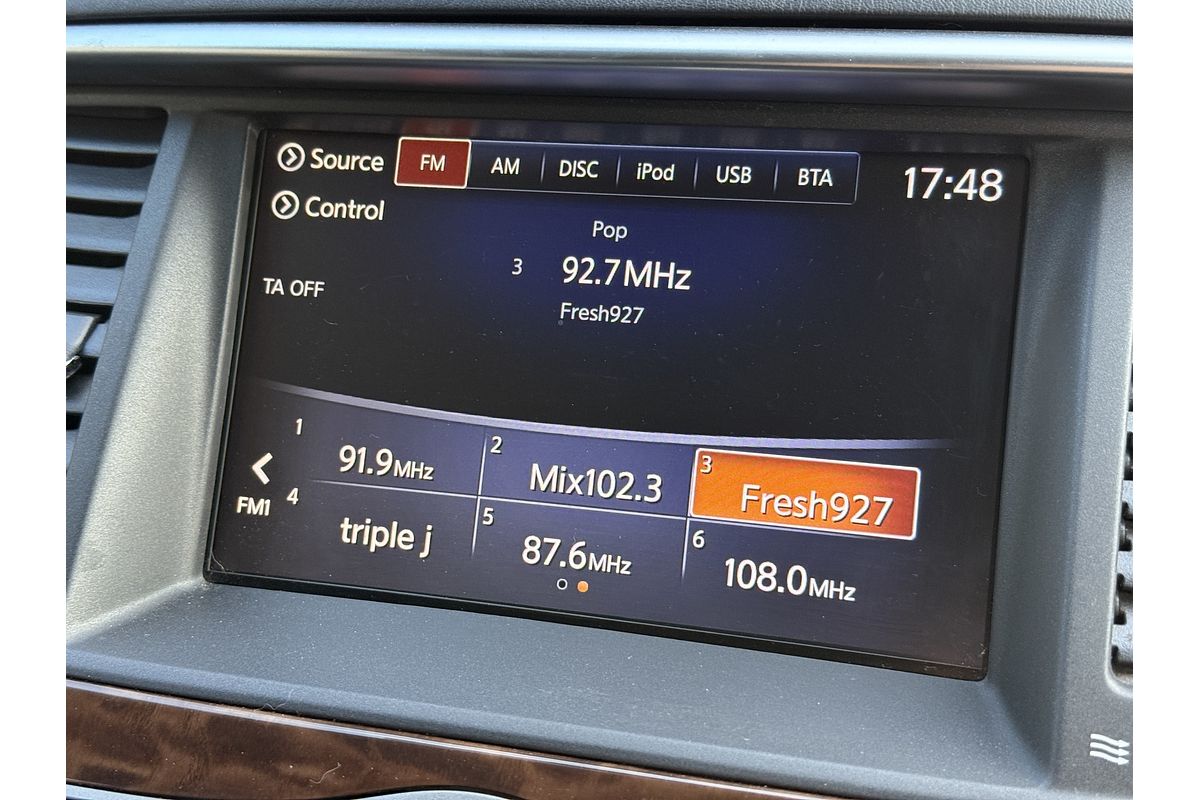 Source FM AM DISC iPod USB BTA 17:48
Control
Pop
3 92.7MHz
TA OFF
Fresh927
1 91.9MHz 2 Mix102.3 3 Fresh927
FM1
4 triple j 5 87.6MHz 6 108.0MHz